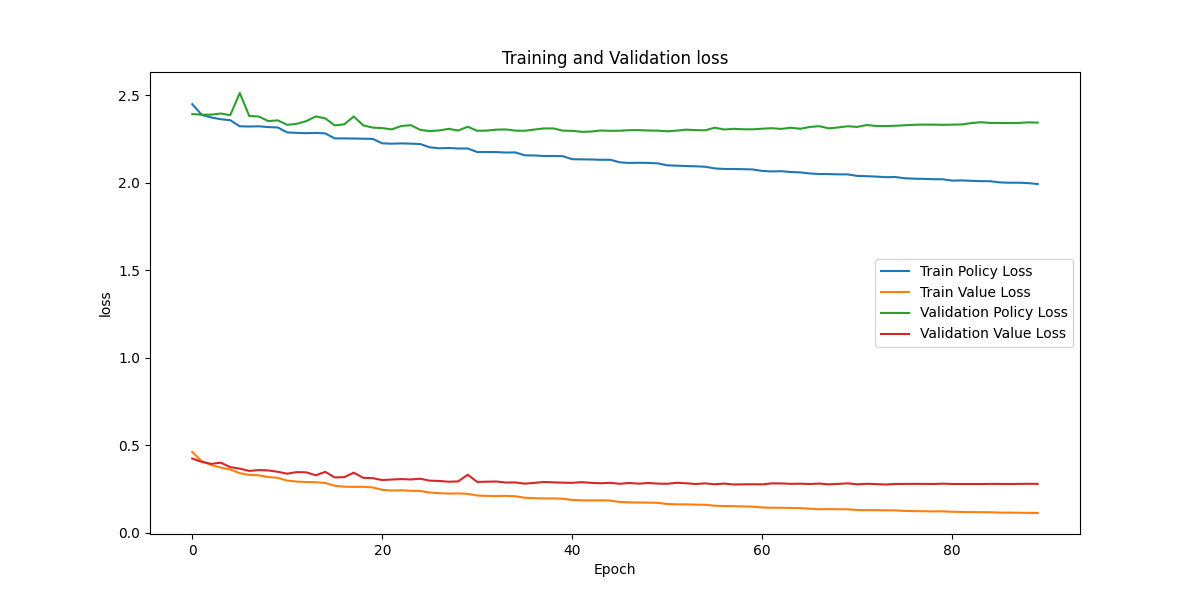 Training and Validation loss
2.5
2.0
1.5
1.0
0.5
0.0
loss
Train Policy Loss
Train Value Loss
Validation Policy Loss
Validation Value Loss
0 20 40 60 80
Epoch